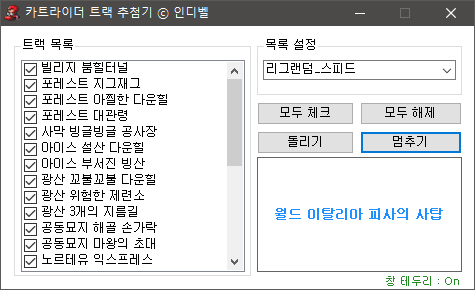 카트라이더 트랙 추첨기 © 인디벨
트랙 목록
빌리지 붐힐터널
포레스트 지그재그
포레스트 아찔한 다운힐
포레스트 대관령
사막 빙글빙글 공사장
아이스 설산 다운힐
아이스 부서진 빙산
광산 꼬불꼬불 다운힐
광산 위험한 제련소
광산 3개의 지름길
공동묘지 해골 손가락
공동묘지 마왕의 초대
노르테유 익스프레스
목록 설정
리그랜덤_스피드
모두 체크
모두 해제
돌리기
멈추기
월드 이탈리아 피사의 사탑
창 테두리 : On